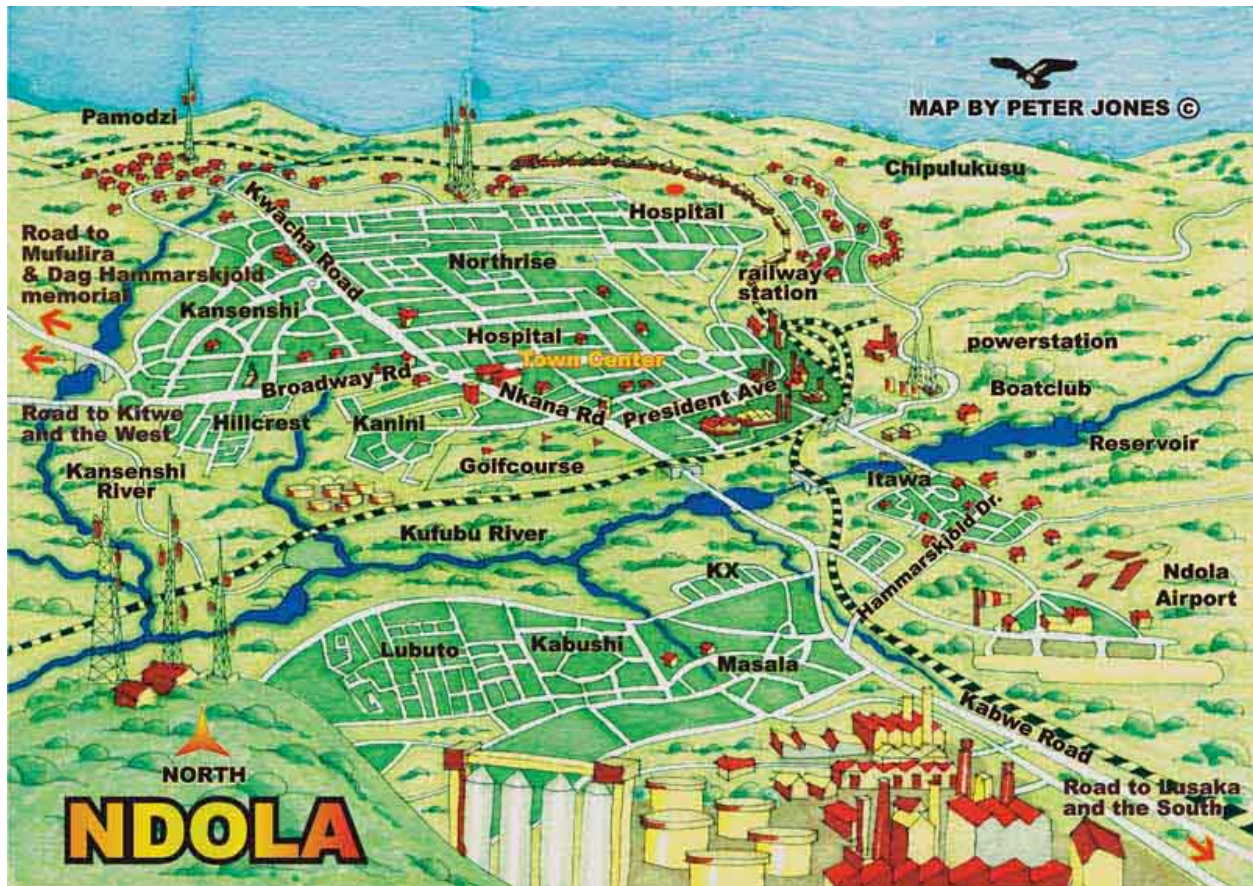 MAP BY PETER JONES ©
Pamodzi
Chipulukusu
Kwacha Road
Hospital
Road to
Mufulira
& Dag Hammarskjold
memorial
Northrise
railway
station
Kansenshi
Hospital
powerstation
Town Center
Broadway Rd
Nkana Rd
President Ave
Boatclub
Road to Kitwe
and the West
Hillcrest
Kanini
Reservoir
Kansenshi
River
Golfcourse
Itawa
Hammarskjold Dr.
Kufubu River
KX
Ndola
Airport
Lubuto
Kabushi
Masala
Kabwe Road
NORTH
Road to Lusaka
and the South
NDOLA